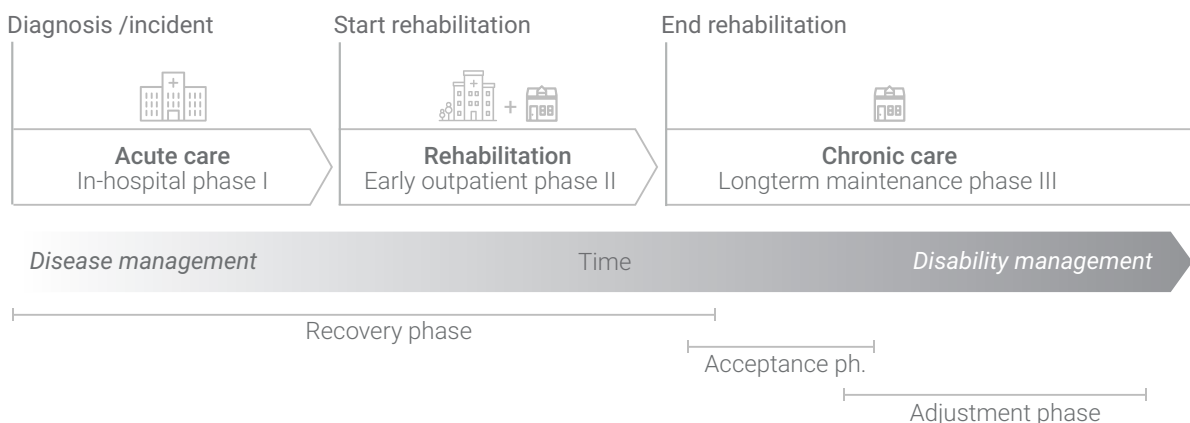 Diagnosis /incident
Start rehabilitation
End rehabilitation
Acute care
In-hospital phase I
Rehabilitation
Early outpatient phase II
Chronic care
Longterm maintenance phase III
Disease management
Time
Disability management
Recovery phase
Acceptance ph.
Adjustment phase